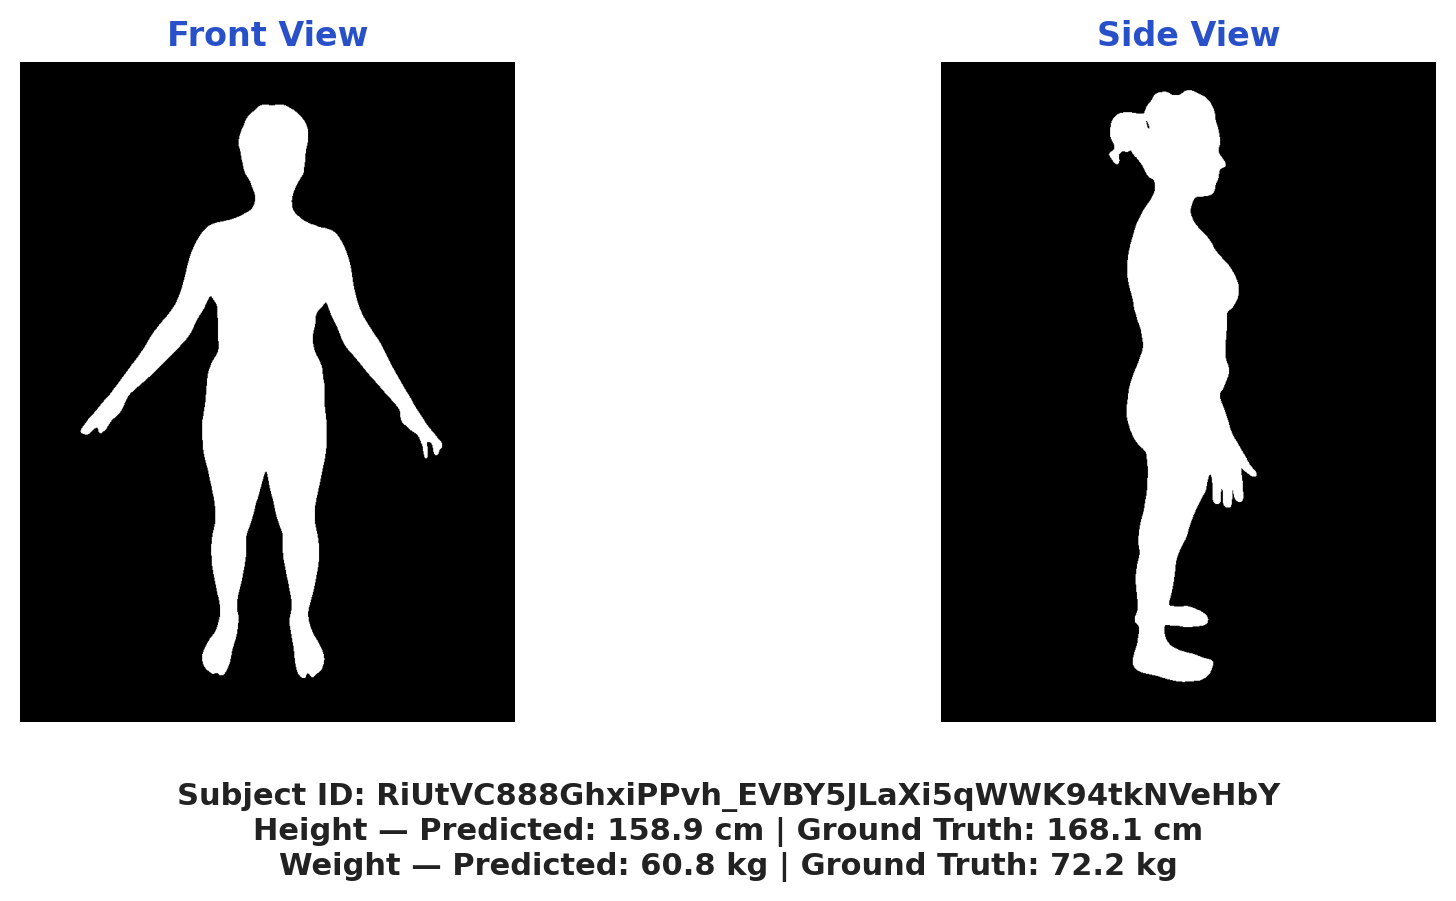 Front View
Side View
Subject ID: RiUtVC888GhxiPPvh_EVBY5JLaXi5qWWK94tkNVeHbY
Height — Predicted: 158.9 cm | Ground Truth: 168.1 cm
Weight — Predicted: 60.8 kg | Ground Truth: 72.2 kg